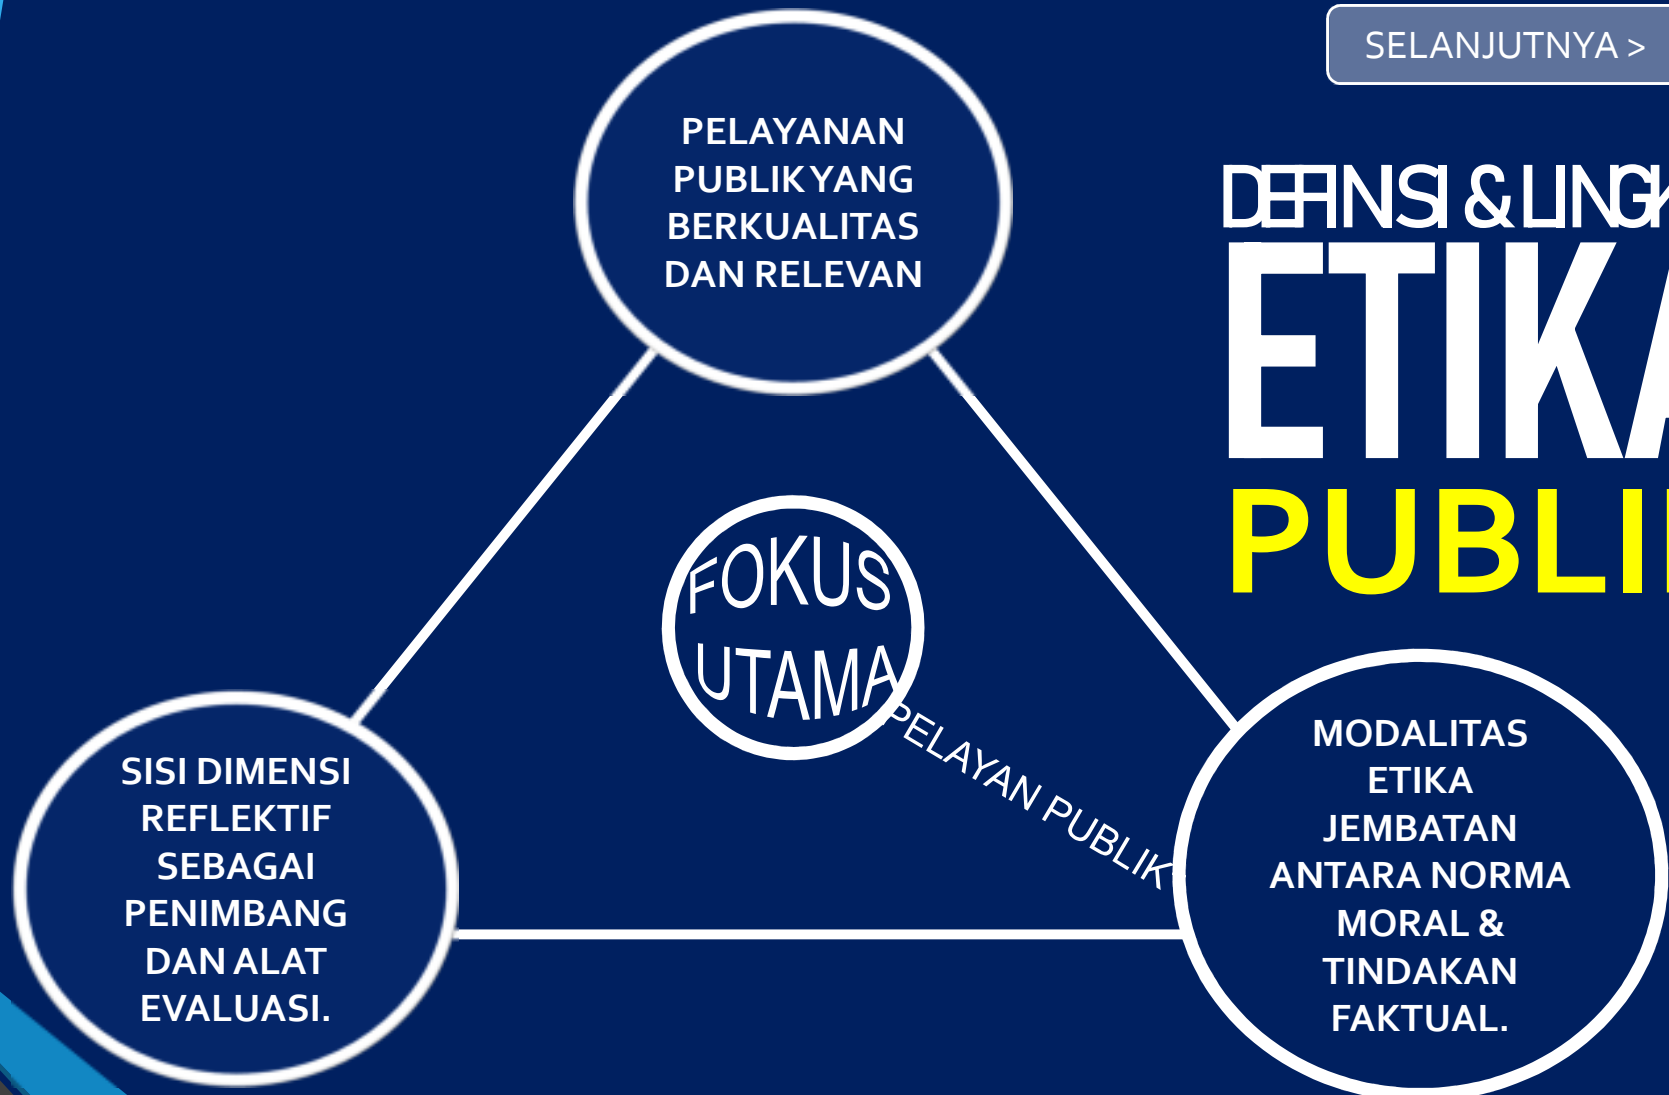 SELANJUTNYA >
PELAYANAN
PUBLIK YANG
BERKUALITAS
DAN RELEVAN
DEFINISI &
ETIKA
FOKUS
UTAMA
PELAYAN PUBLIK
SISI DIMENSI
REFLEKTIF
SEBAGAI
PENIMBANG
DAN ALAT
EVALUASI.
MODALITAS
ETIKA
JEMBATAN
ANTARA NORMA
MORAL &
TINDAKAN
FAKTUAL.